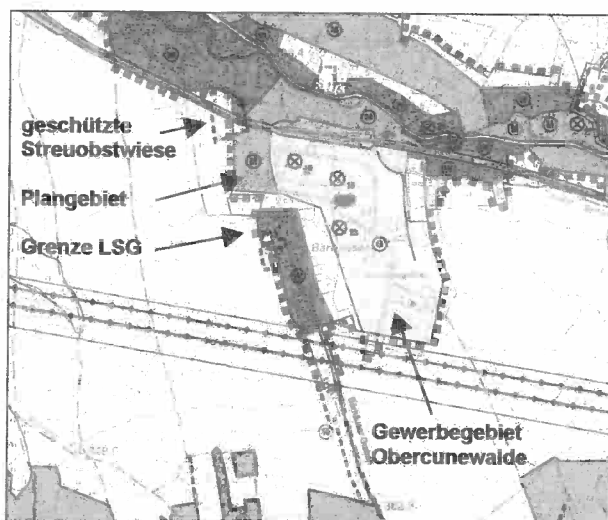 geschützte
Streuobstwiese
Plangebiet
Grenze LSG
Gewerbegebiet
Obercunewalde